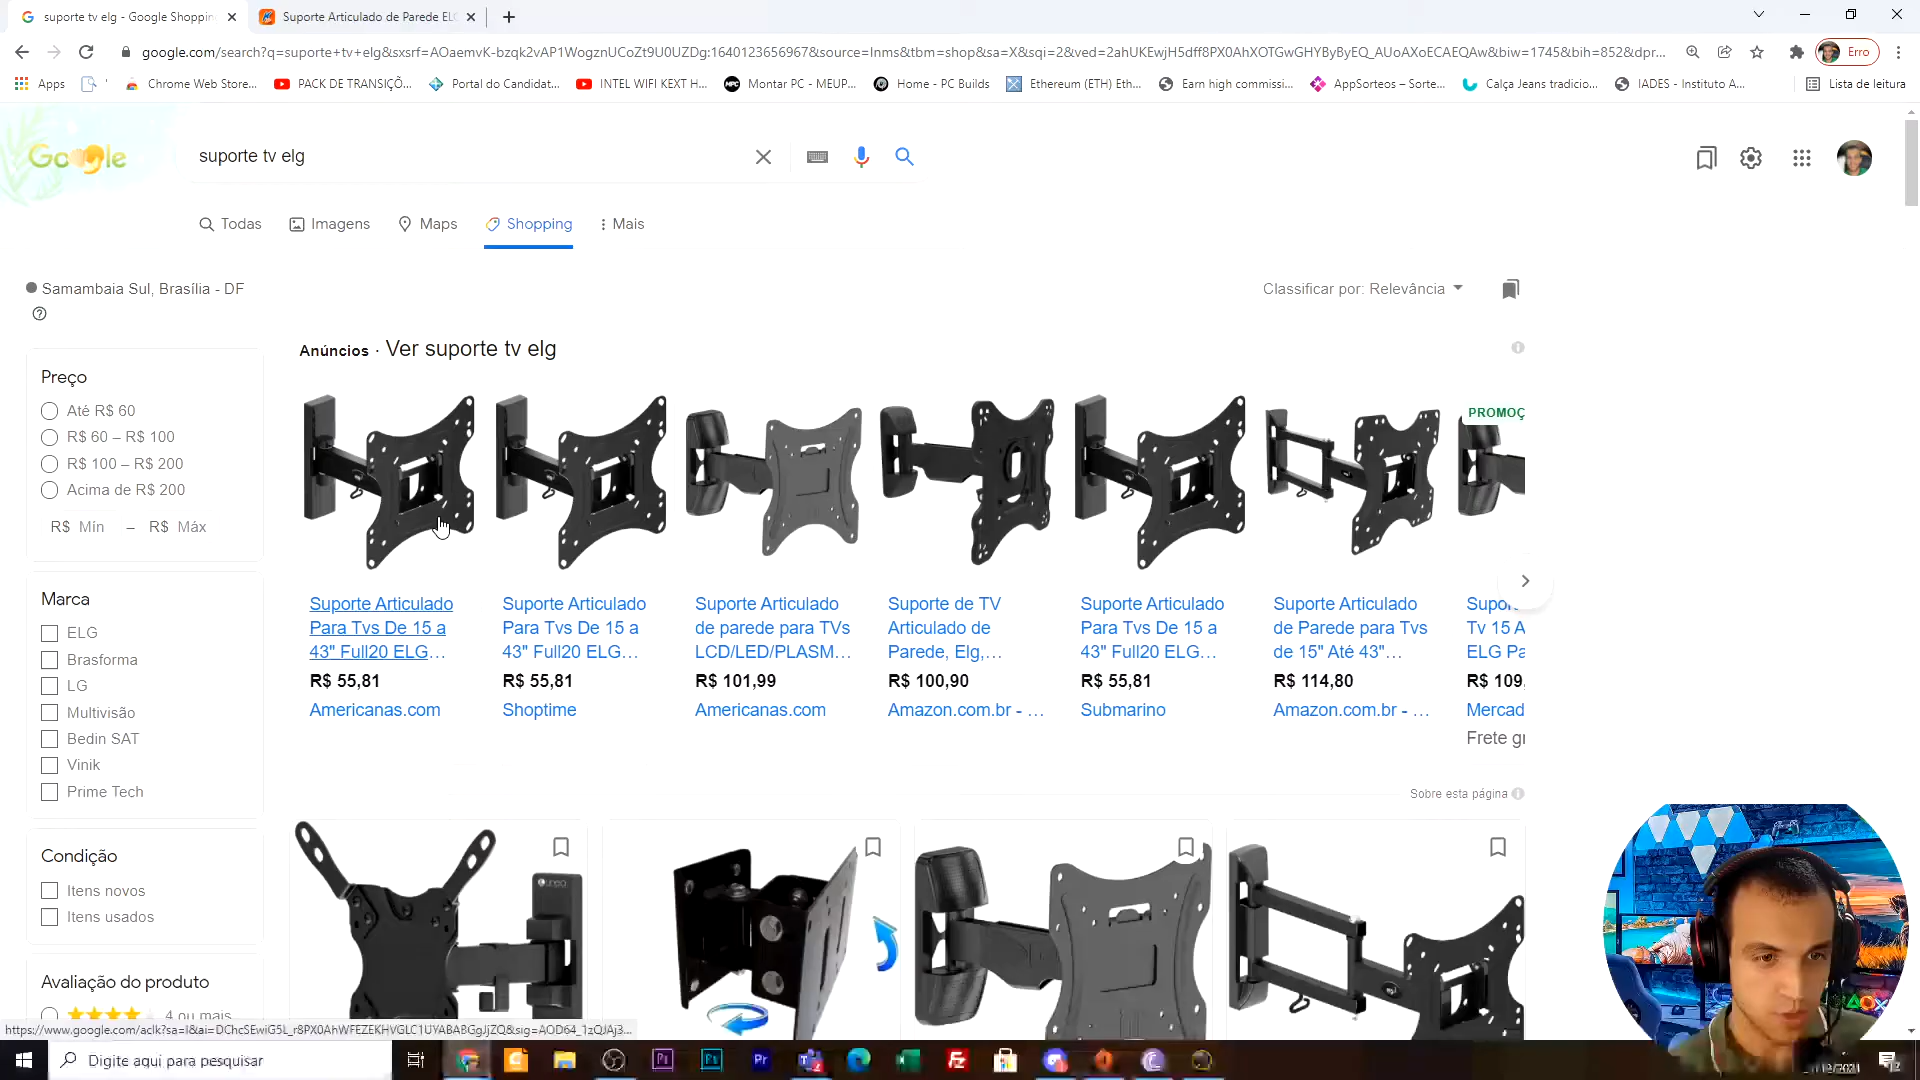 suporte tv elg - Google Shoppin
Suporte Articulado de Parede ELG
google.com/search?q=suporte+tv+elg&sxsrf=AOaemvK-bzqk2vAP1WogznUCoZt9U0UZDg:1640123656967&source=lnms&tbm=shop&sa=X&sqi=2&ved=2ahUKEwjH5dff8PX0AhXOTGwGHYByByEQ_AUoAXoECAEQAw&biw=1745&bih=852&dpr...
Erro
Apps
Chrome Web Store...
PACK DE TRANSIÇÕ...
Portal do Candidat...
INTEL WIFI KEXT H...
Montar PC - MEUP...
Home - PC Builds
Ethereum (ETH) Eth...
Earn high commissi...
AppSorteos – Sorte...
Calça Jeans tradicio...
IADES - Instituto A...
Lista de leitura
Google
suporte tv elg
Todas
Imagens
Maps
Shopping
Mais
Samambaia Sul, Brasília - DF
Classificar por: Relevância
Anúncios · Ver suporte tv elg
Preço
Até R$ 60
R$ 60 – R$ 100
R$ 100 – R$ 200
Acima de R$ 200
R$ Mín – R$ Máx
Marca
ELG
Brasforma
LG
Multivisão
Bedin SAT
Vinik
Prime Tech
Condição
Itens novos
Itens usados
Avaliação do produto
4 ou mais
Suporte Articulado
Para Tvs De 15 a
43" Full20 ELG...
R$ 55,81
Americanas.com
Suporte Articulado
Para Tvs De 15 a
43" Full20 ELG...
R$ 55,81
Shoptime
Suporte Articulado
de parede para TVs
LCD/LED/PLASM...
R$ 101,99
Americanas.com
Suporte de TV
Articulado de
Parede, Elg,...
R$ 100,90
Amazon.com.br - ...
Suporte Articulado
Para Tvs De 15 a
43" Full20 ELG...
R$ 55,81
Submarino
Suporte Articulado
de Parede para Tvs
de 15" Até 43"...
R$ 114,80
Amazon.com.br - ...
PROMOÇ
Supor
Tv 15 A
ELG Pa
R$ 109,
Mercad
Frete gr
Sobre esta página
Digite aqui para pesquisar